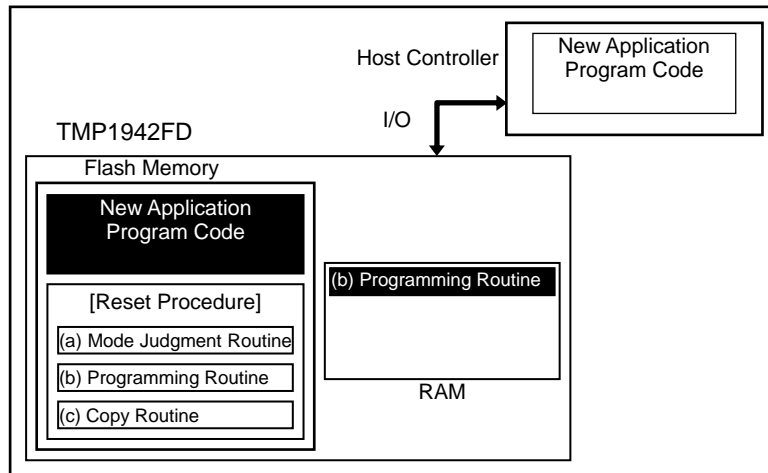 Host Controller
New Application
Program Code
I/O
TMP1942FD
Flash Memory
New Application
Program Code
[Reset Procedure]
(a) Mode Judgment Routine
(b) Programming Routine
(c) Copy Routine
(b) Programming Routine
RAM